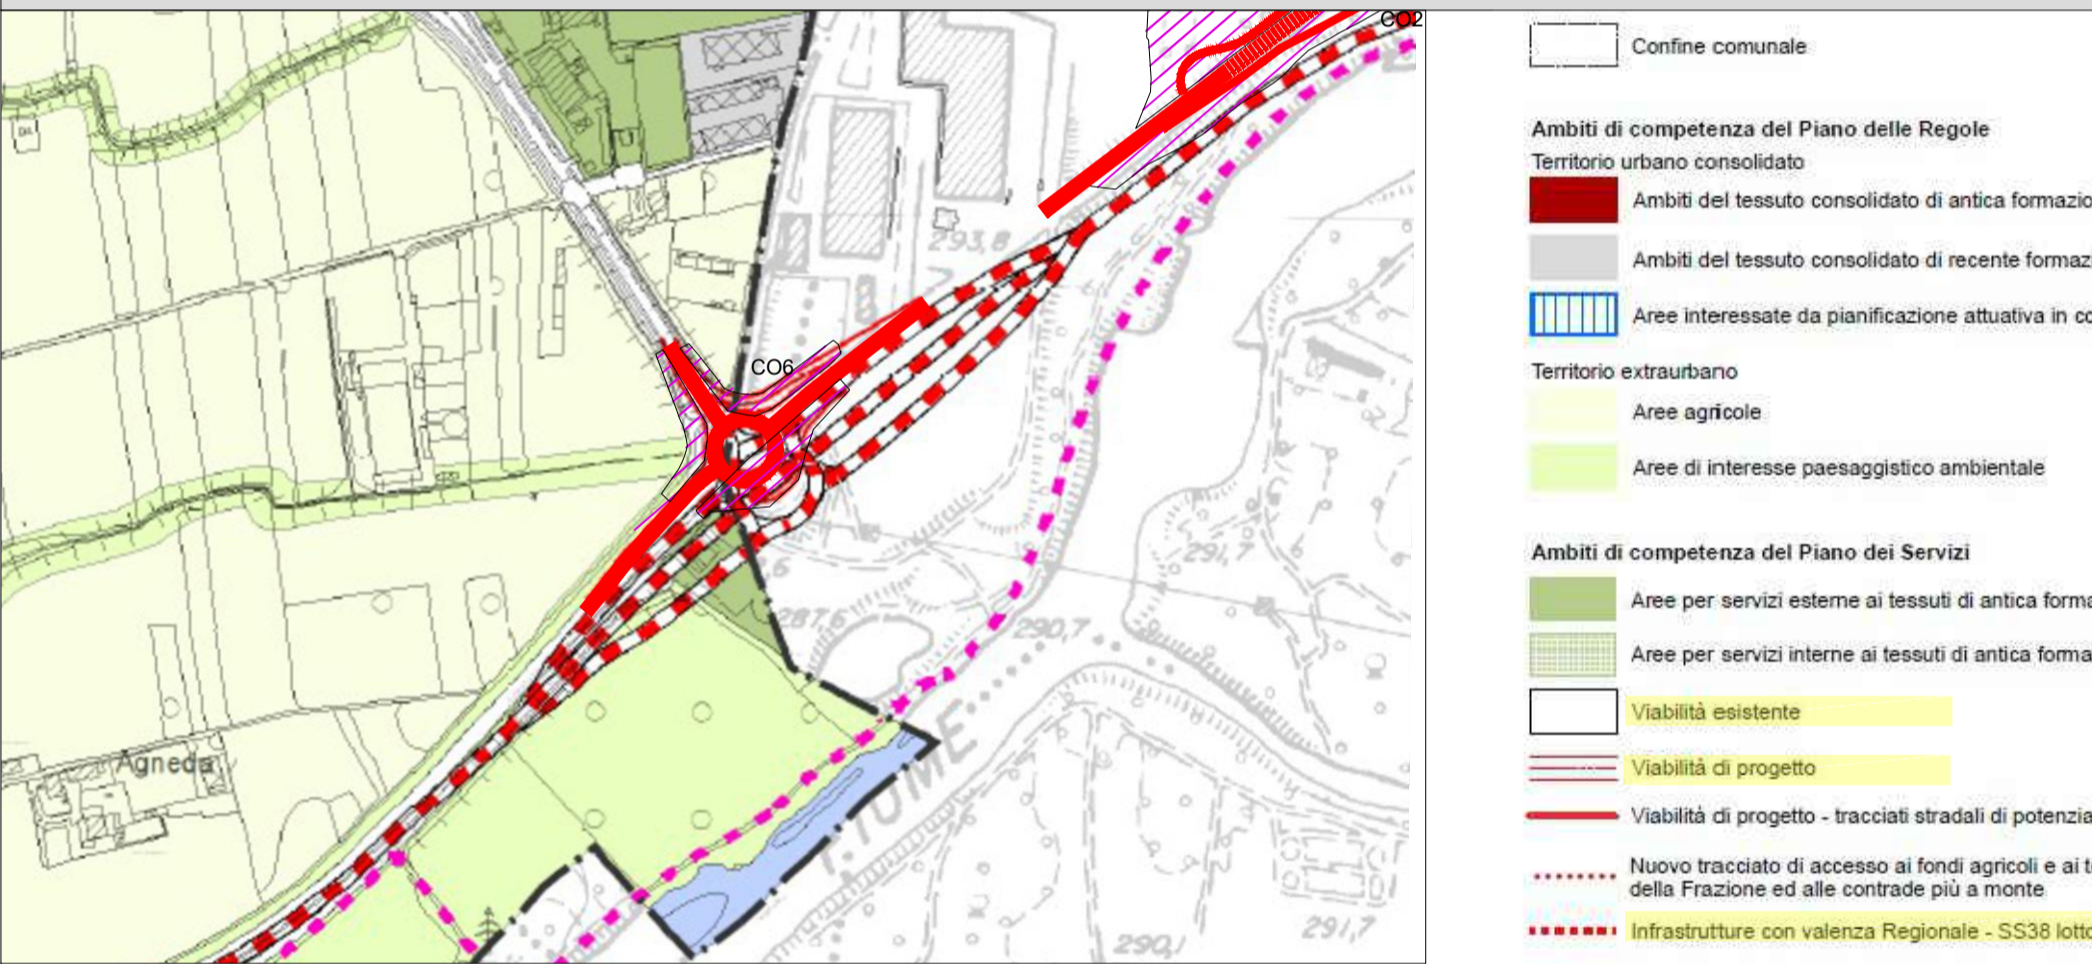 CO2
Confine comunale
Ambiti di competenza del Piano delle Regole
Territorio urbano consolidato
Ambiti del tessuto consolidato di antica formazio
Ambiti del tessuto consolidato di recente formaz
Aree interessate da pianificazione attuativa in co
Territorio extraurbano
Aree agricole
Aree di interesse paesaggistico ambientale
Ambiti di competenza del Piano dei Servizi
Aree per servizi esterne ai tessuti di antica forma
Aree per servizi interne ai tessuti di antica forma
Viabilità esistente
Viabilità di progetto
Viabilità di progetto - tracciati stradali di potenzia
Nuovo tracciato di accesso ai fondi agricoli e ai t
della Frazione ed alle contrade più a monte
Infrastrutture con valenza Regionale - SS38 lotto
293,8
CO6
291,7
287,6
290,7
Agneda
FIUME
290,1
291,7